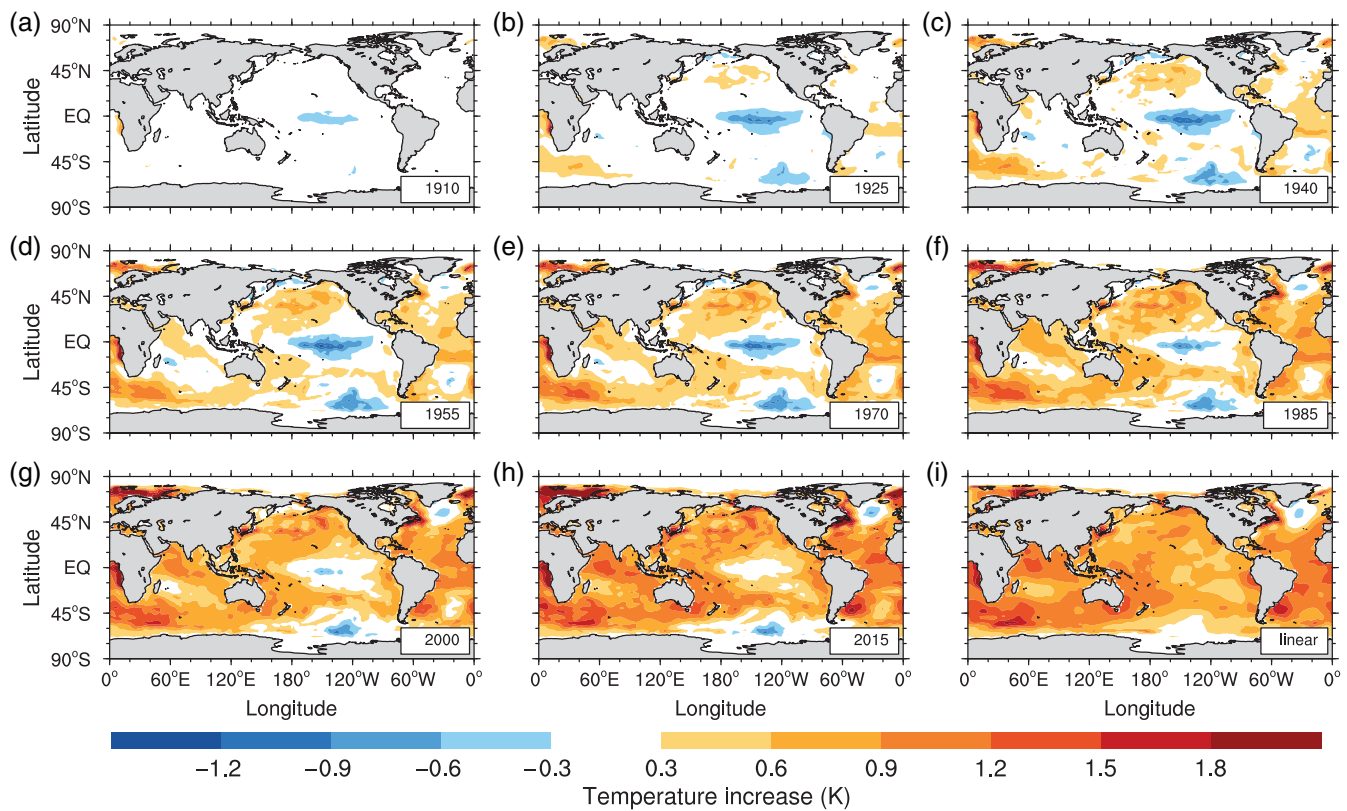 (a) (b) (c)
90°N
45°N
EQ
45°S
90°S
Latitude
1910 1925 1940
(d) (e) (f)
90°N
45°N
EQ
45°S
90°S
Latitude
1955 1970 1985
(g) (h) (i)
90°N
45°N
EQ
45°S
90°S
Latitude
2000 2015 linear
0° 60°E 120°E 180° 120°W 60°W 0° 60°E 120°E 180° 120°W 60°W 0° 60°E 120°E 180° 120°W 60°W 0°
Longitude Longitude Longitude
−1.2 −0.9 −0.6 −0.3 0.3 0.6 0.9 1.2 1.5 1.8
Temperature increase (K)